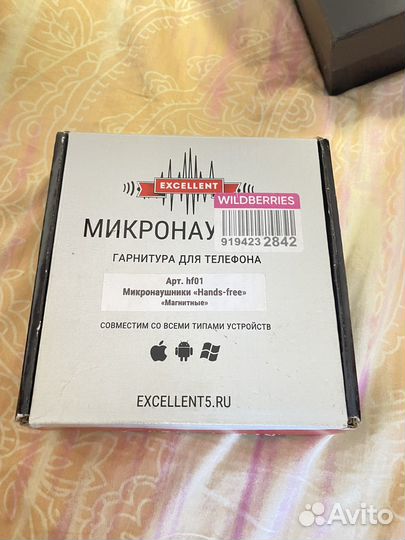 EXCELLENT
WILDBERRIES
МИКРОНАУ
919423 2842
ГАРНИТУРА ДЛЯ ТЕЛЕФОНА
Арт. hf01
Микронаушники «Hands-free»
«Магнитные»
СОВМЕСТИМ СО ВСЕМИ ТИПАМИ УСТРОЙСТВ
EXCELLENT5.RU
Avito